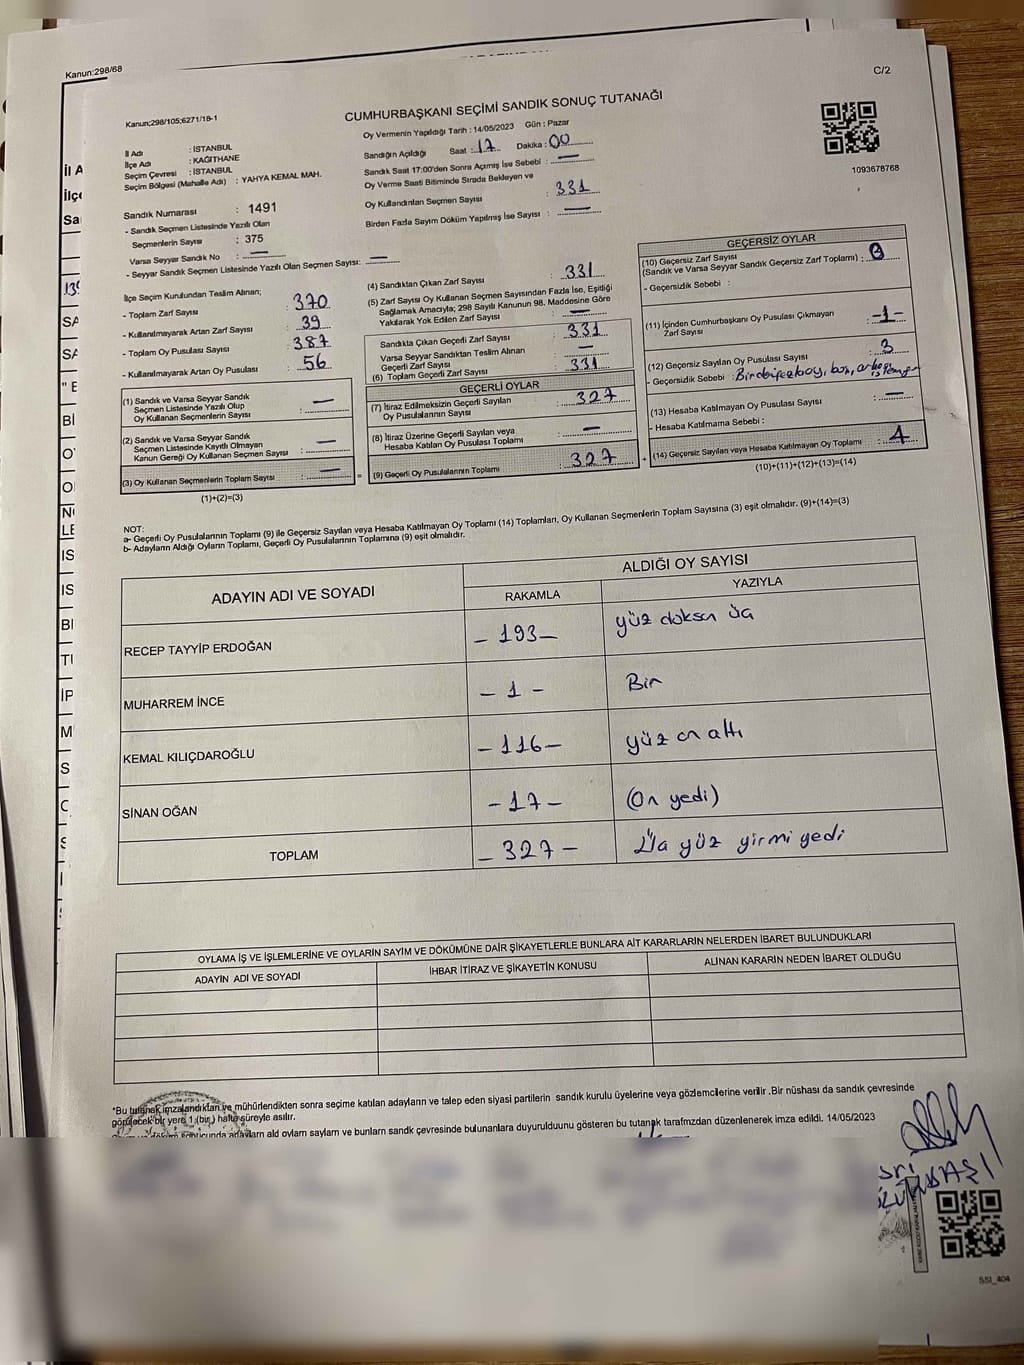 Kanun:298/68
C/2
Kanun;298/105;6271/18-1
CUMHURBAŞKANI SEÇİMİ SANDIK SONUÇ TUTANAĞI
Oy Vermenin Yapıldığı Tarih : 14/05/2023 Gün : Pazar
İl Adı : İSTANBUL
İlçe Adı : KAĞITHANE
Seçim Çevresi : İSTANBUL
Seçim Bölgesi (Mahalle Adı) : YAHYA KEMAL MAH.
Sandık Numarası : 1491
- Sandık Seçmen Listesinde Yazılı Olan
Seçmenlerin Sayısı : 375
Varsa Seyyar Sandık No : —
- Seyyar Sandık Seçmen Listesinde Yazılı Olan Seçmen Sayısı: —
Sandığın Açıldığı Saat : 17 Dakika : 00
Sandık Saat 17:00'den Sonra Açılmış İse Sebebi : —
Oy Verme Saati Bitiminde Sırada Bekleyen ve
Oy Kullandırılan Seçmen Sayısı : 331
Birden Fazla Sayım Döküm Yapılmış İse Sayısı : —
1093678768
İlçe Seçim Kurulundan Teslim Alınan;
- Toplam Zarf Sayısı : 370
- Kullanılmayarak Artan Zarf Sayısı : 39
- Toplam Oy Pusulası Sayısı : 387
- Kullanılmayarak Artan Oy Pusulası : 56
(1) Sandık ve Varsa Seyyar Sandık
Seçmen Listesinde Yazılı Olup
Oy Kullanan Seçmenlerin Sayısı : —
(2) Sandık ve Varsa Seyyar Sandık
Seçmen Listesinde Kayıtlı Olmayan
Kanun Gereği Oy Kullanan Seçmen Sayısı : —
(3) Oy Kullanan Seçmenlerin Toplam Sayısı : —
(1)+(2)=(3)
(4) Sandıktan Çıkan Zarf Sayısı : 331
(5) Zarf Sayısı Oy Kullanan Seçmen Sayısından Fazla İse, Eşitliği
Sağlamak Amacıyla; 298 Sayılı Kanunun 98. Maddesine Göre
Yakılarak Yok Edilen Zarf Sayısı : —
Sandıkta Çıkan Geçerli Zarf Sayısı : 331
Varsa Seyyar Sandıktan Teslim Alınan
Geçerli Zarf Sayısı : —
(6) Toplam Geçerli Zarf Sayısı : 331
GEÇERLİ OYLAR
(7) İtiraz Edilmeksizin Geçerli Sayılan
Oy Pusulalarının Sayısı : 327
(8) İtiraz Üzerine Geçerli Sayılan veya
Hesaba Katılan Oy Pusulası Toplamı : —
(9) Geçerli Oy Pusulalarının Toplamı : 327
GEÇERSİZ OYLAR
(10) Geçersiz Zarf Sayısı
(Sandık ve Varsa Seyyar Sandık Geçersiz Zarf Toplamı) : 0
- Geçersizlik Sebebi :
(11) İçinden Cumhurbaşkanı Oy Pusulası Çıkmayan
Zarf Sayısı : -1-
(12) Geçersiz Sayılan Oy Pusulası Sayısı : 3
- Geçersizlik Sebebi :
(13) Hesaba Katılmayan Oy Pusulası Sayısı : —
- Hesaba Katılmama Sebebi :
(14) Geçersiz Sayılan veya Hesaba Katılmayan Oy Toplamı : 4
(10)+(11)+(12)+(13)=(14)
NOT:
a- Geçerli Oy Pusulalarının Toplamı (9) ile Geçersiz Sayılan veya Hesaba Katılmayan Oy Toplamı (14) Toplamları, Oy Kullanan Seçmenlerin Toplam Sayısına (3) eşit olmalıdır. (9)+(14)=(3)
b- Adayların Aldığı Oyların Toplamı, Geçerli Oy Pusulalarının Toplamına (9) eşit olmalıdır.
ADAYIN ADI VE SOYADI ALDIĞI OY SAYISI
RAKAMLA YAZIYLA
RECEP TAYYİP ERDOĞAN - 193 - yüz doksan üç
MUHARREM İNCE - 1 - Bir
KEMAL KILIÇDAROĞLU - 116 - yüz on altı
SİNAN OĞAN - 17 - (On yedi)
TOPLAM - 327 - yüz yirmi yedi
OYLAMA İŞ VE İŞLEMLERİNE VE OYLARIN SAYIM VE DÖKÜMÜNE DAİR ŞİKAYETLERLE BUNLARA AİT KARARLARIN NELERDEN İBARET BULUNDUKLARI
ADAYIN ADI VE SOYADI İHBAR İTİRAZ VE ŞİKAYETİN KONUSU ALINAN KARARIN NEDEN İBARET OLDUĞU
*Bu tutanak imzalandıktan ve mühürlendikten sonra seçime katılan adayların ve talep eden siyasi partilerin sandık kurulu üyelerine veya gözlemcilerine verilir .Bir nüshası da sandık çevresinde
görülecek bir yere 1 (bir) hafta süreyle asılır.
bu tutanak tarafımızdan düzenlenerek imza edildi. 14/05/2023
SSI_404